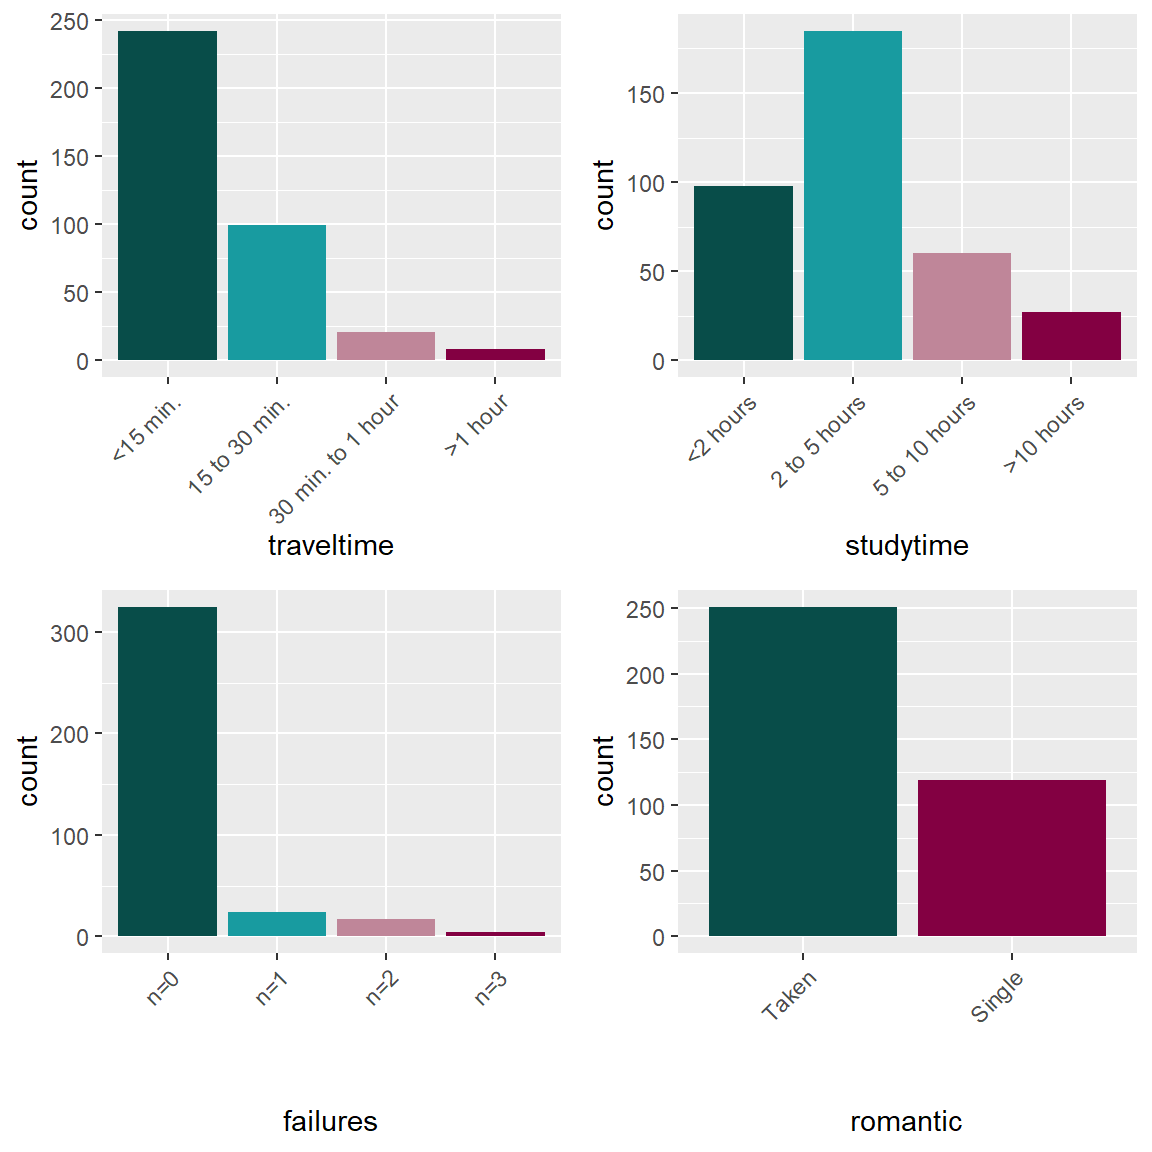 count
250
200
150
100
50
0
<15 min.
15 to 30 min.
30 min. to 1 hour
>1 hour
traveltime
count
150
100
50
0
<2 hours
2 to 5 hours
5 to 10 hours
>10 hours
studytime
count
300
200
100
0
n=0
n=1
n=2
n=3
failures
count
250
200
150
100
50
0
Taken
Single
romantic